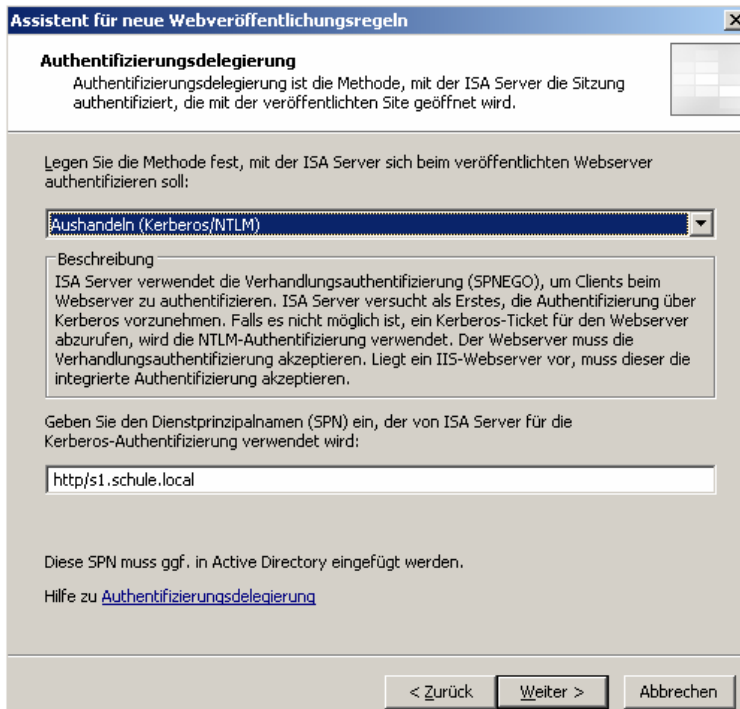 Assistent für neue Webveröffentlichungsregeln
Authentifizierungsdelegierung
Authentifizierungsdelegierung ist die Methode, mit der ISA Server die Sitzung
authentifiziert, die mit der veröffentlichten Site geöffnet wird.
Legen Sie die Methode fest, mit der ISA Server sich beim veröffentlichten Webserver
authentifizieren soll:
Aushandeln (Kerberos/NTLM)
Beschreibung
ISA Server verwendet die Verhandlungsauthentifizierung (SPNEGO), um Clients beim
Webserver zu authentifizieren. ISA Server versucht als Erstes, die Authentifizierung über
Kerberos vorzunehmen. Falls es nicht möglich ist, ein Kerberos-Ticket für den Webserver
abzurufen, wird die NTLM-Authentifizierung verwendet. Der Webserver muss die
Verhandlungsauthentifizierung akzeptieren. Liegt ein IIS-Webserver vor, muss dieser die
integrierte Authentifizierung akzeptieren.
Geben Sie den Dienstprinzipalnamen (SPN) ein, der von ISA Server für die
Kerberos-Authentifizierung verwendet wird:
http/s1.schule.local
Diese SPN muss ggf. in Active Directory eingefügt werden.
Hilfe zu Authentifizierungsdelegierung
< Zurück Weiter > Abbrechen